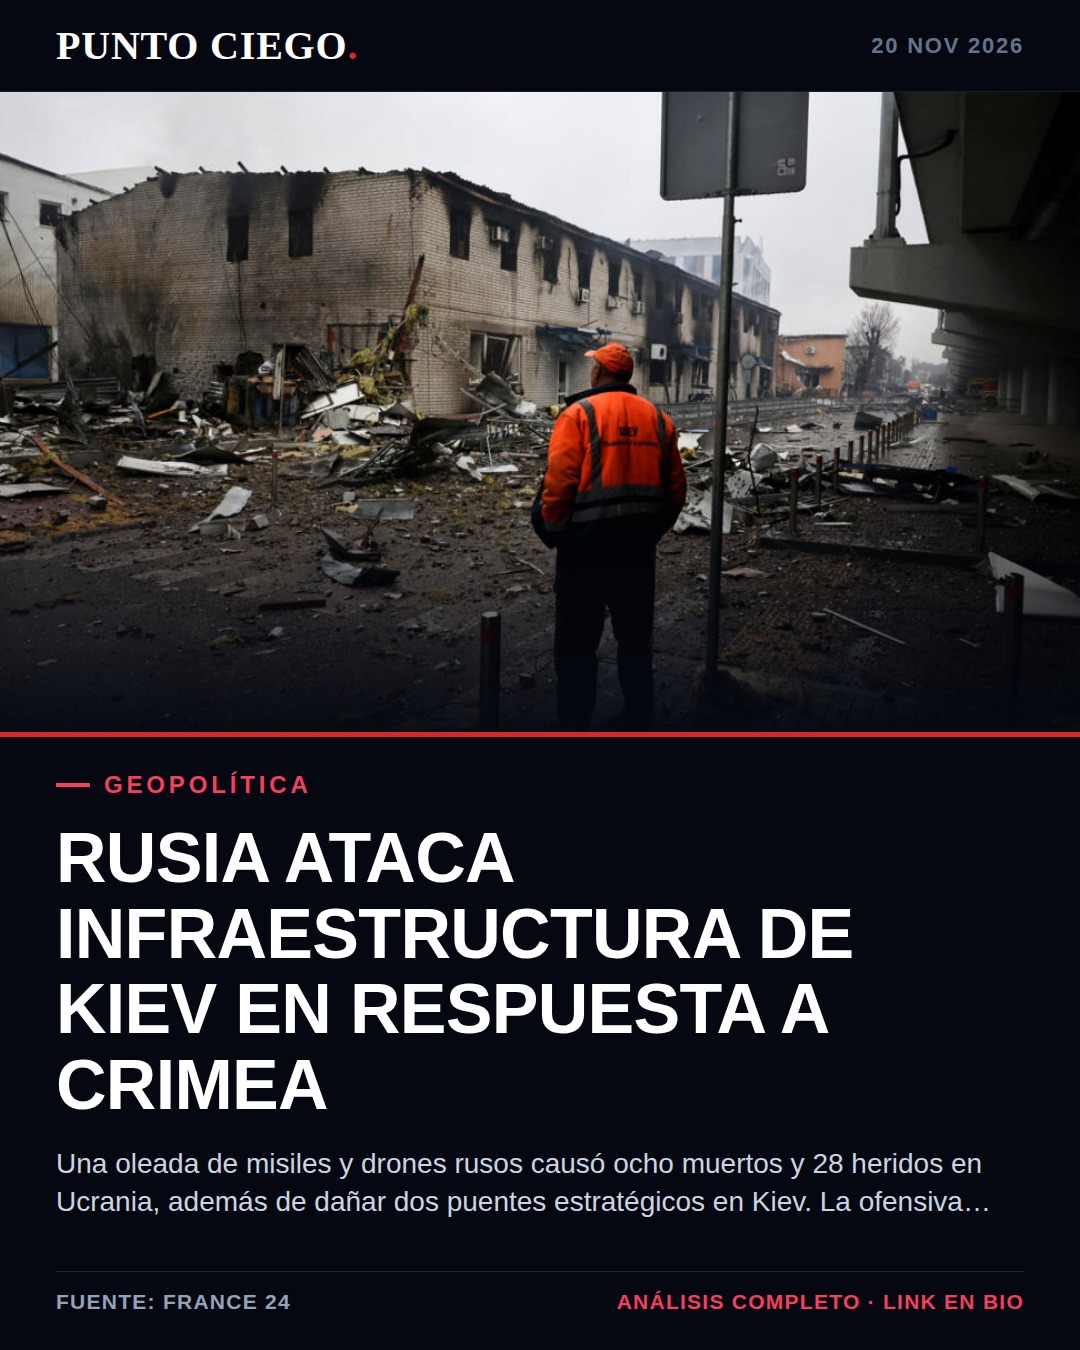 PUNTO CIEGO.
20 NOV 2026
GEOPOLÍTICA
RUSIA ATACA
INFRAESTRUCTURA DE
KIEV EN RESPUESTA A
CRIMEA
Una oleada de misiles y drones rusos causó ocho muertos y 28 heridos en
Ucrania, además de dañar dos puentes estratégicos en Kiev. La ofensiva…
FUENTE: FRANCE 24
ANÁLISIS COMPLETO · LINK EN BIO